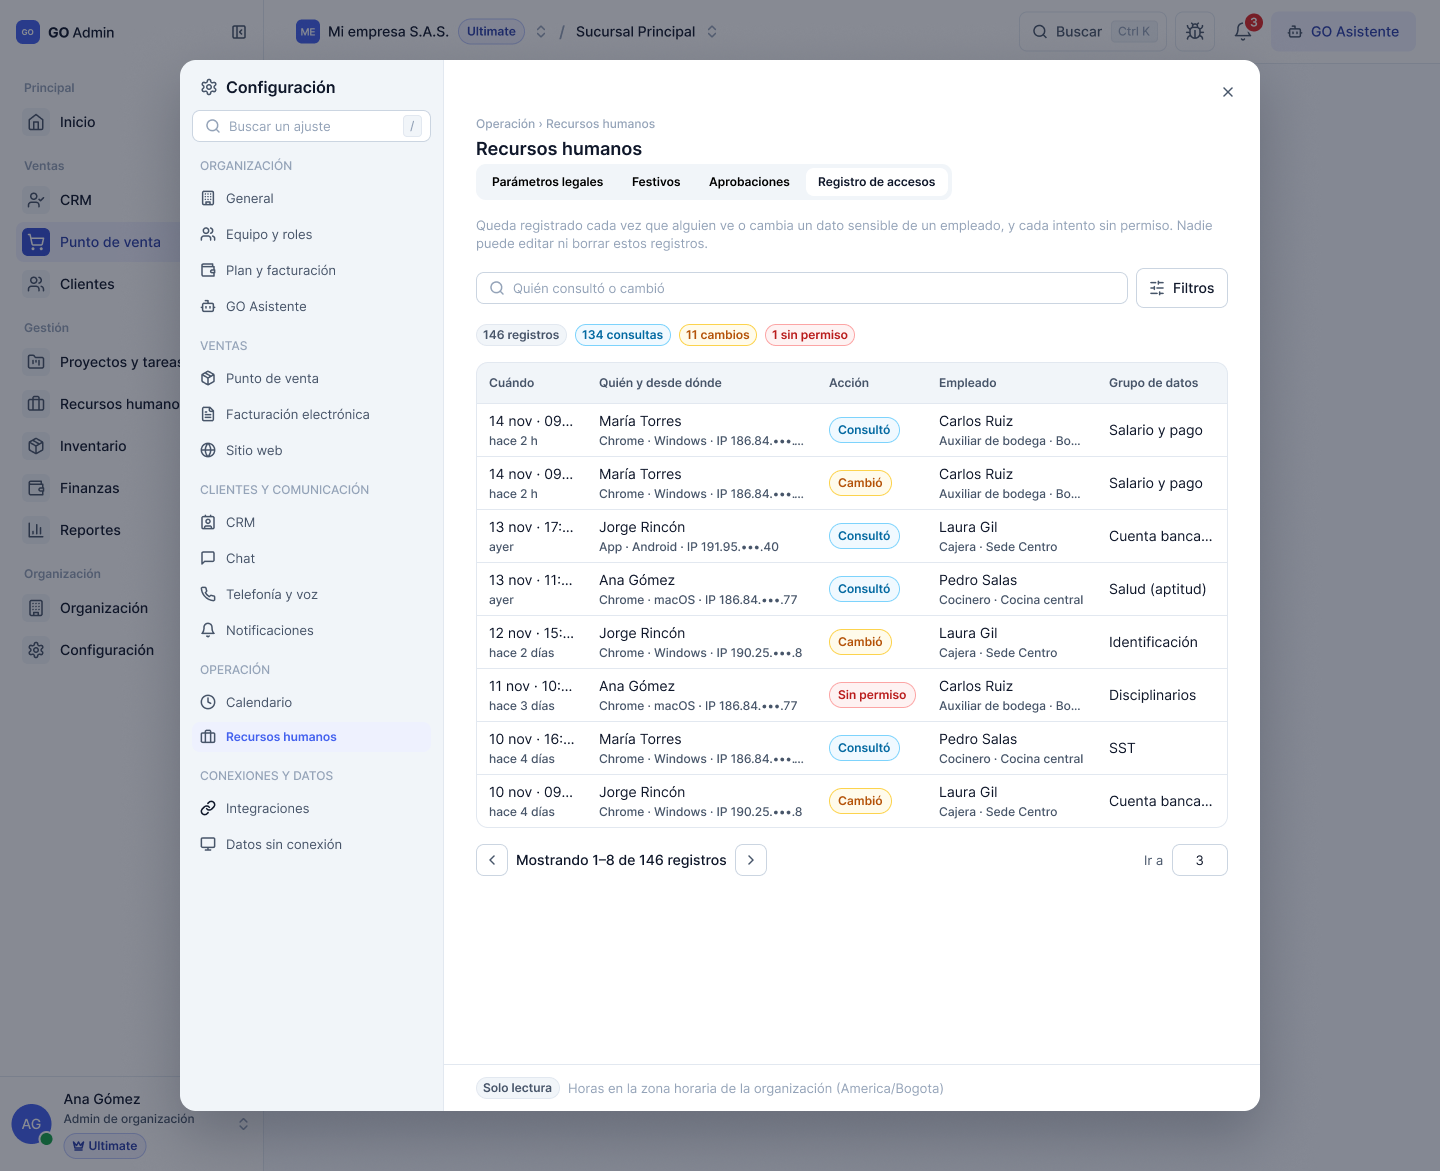 GO
GO Admin
ME
Mi empresa S.A.S.
Ultimate
/
Sucursal Principal
Buscar
Ctrl K
3
GO Asistente
Principal
Inicio
Ventas
CRM
Punto de venta
Clientes
Gestión
Proyectos y tareas
Recursos humano
Inventario
Finanzas
Reportes
Organización
Organización
Configuración
Ana Gómez
AG
Admin de organización
Ultimate
Configuración
Buscar un ajuste
/
ORGANIZACIÓN
General
Equipo y roles
Plan y facturación
GO Asistente
VENTAS
Punto de venta
Facturación electrónica
Sitio web
CLIENTES Y COMUNICACIÓN
CRM
Chat
Telefonía y voz
Notificaciones
OPERACIÓN
Calendario
Recursos humanos
CONEXIONES Y DATOS
Integraciones
Datos sin conexión
Operación › Recursos humanos
Recursos humanos
Parámetros legales
Festivos
Aprobaciones
Registro de accesos
Queda registrado cada vez que alguien ve o cambia un dato sensible de un empleado, y cada intento sin permiso. Nadie
puede editar ni borrar estos registros.
Quién consultó o cambió
Filtros
146 registros
134 consultas
11 cambios
1 sin permiso
Cuándo
Quién y desde dónde
Acción
Empleado
Grupo de datos
14 nov · 09...
María Torres
Consultó
Carlos Ruiz
Salario y pago
hace 2 h
Chrome · Windows · IP 186.84.•••....
Auxiliar de bodega · Bo...
14 nov · 09...
María Torres
Cambió
Carlos Ruiz
Salario y pago
hace 2 h
Chrome · Windows · IP 186.84.•••....
Auxiliar de bodega · Bo...
13 nov · 17:...
Jorge Rincón
Consultó
Laura Gil
Cuenta banca...
ayer
App · Android · IP 191.95.•••.40
Cajera · Sede Centro
13 nov · 11:...
Ana Gómez
Consultó
Pedro Salas
Salud (aptitud)
ayer
Chrome · macOS · IP 186.84.•••.77
Cocinero · Cocina central
12 nov · 15:...
Jorge Rincón
Cambió
Laura Gil
Identificación
hace 2 días
Chrome · Windows · IP 190.25.•••.8
Cajera · Sede Centro
11 nov · 10:...
Ana Gómez
Sin permiso
Carlos Ruiz
Disciplinarios
hace 3 días
Chrome · macOS · IP 186.84.•••.77
Auxiliar de bodega · Bo...
10 nov · 16:...
María Torres
Consultó
Pedro Salas
SST
hace 4 días
Chrome · Windows · IP 186.84.•••....
Cocinero · Cocina central
10 nov · 09...
Jorge Rincón
Cambió
Laura Gil
Cuenta banca...
hace 4 días
Chrome · Windows · IP 190.25.•••.8
Cajera · Sede Centro
Mostrando 1–8 de 146 registros
Ir a
3
Solo lectura
Horas en la zona horaria de la organización (America/Bogota)